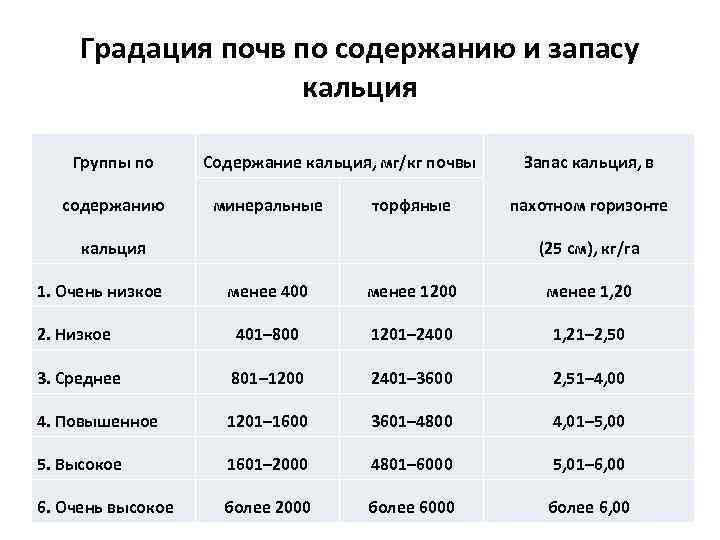 Градация почв по содержанию и запасу
кальция
Группы по Содержание кальция, мг/кг почвы Запас кальция, в
содержанию минеральные торфяные пахотном горизонте
кальция (25 см), кг/га
1. Очень низкое менее 400 менее 1200 менее 1, 20
2. Низкое 401–800 1201–2400 1, 21–2, 50
3. Среднее 801–1200 2401–3600 2, 51–4, 00
4. Повышенное 1201–1600 3601–4800 4, 01–5, 00
5. Высокое 1601–2000 4801–6000 5, 01–6, 00
6. Очень высокое более 2000 более 6000 более 6, 00